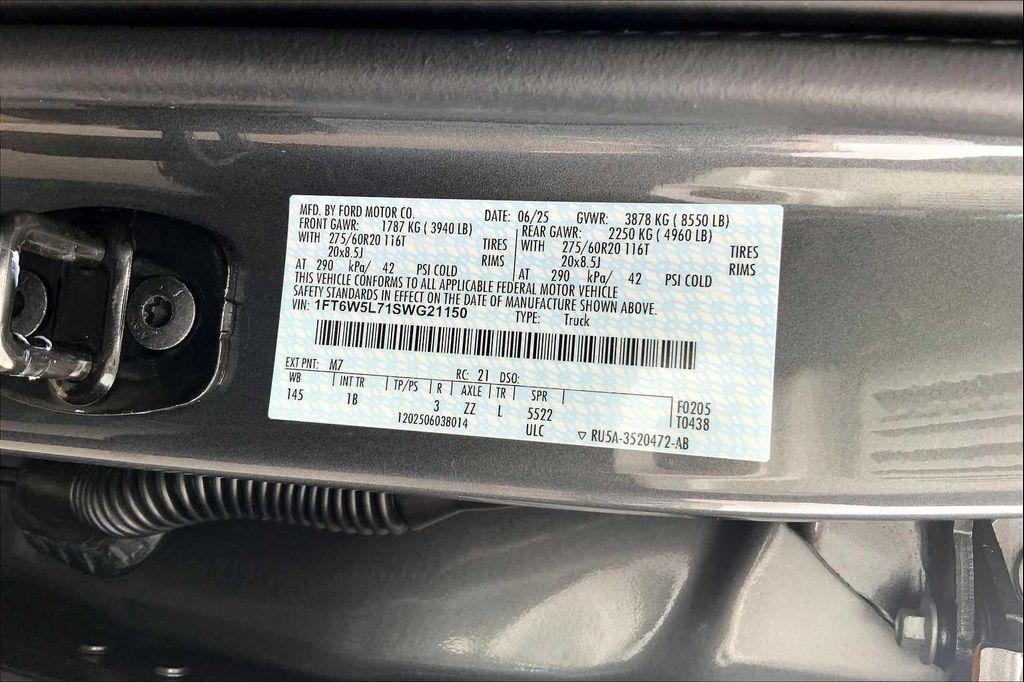 MFD. BY FORD MOTOR CO. DATE: 06/25 GVWR: 3878 KG ( 8550 LB)
FRONT GAWR: 1787 KG ( 3940 LB) REAR GAWR: 2250 KG ( 4960 LB)
WITH 275/60R20 116T TIRES WITH 275/60R20 116T TIRES
20x8.5J RIMS 20x8.5J RIMS
AT 290 kPa/ 42 PSI COLD AT 290 kPa/ 42 PSI COLD
THIS VEHICLE CONFORMS TO ALL APPLICABLE FEDERAL MOTOR VEHICLE
SAFETY STANDARDS IN EFFECT ON THE DATE OF MANUFACTURE SHOWN ABOVE.
VIN: 1FT6W5L71SWG21150 TYPE: Truck
EXT PNT: M7 RC: 21 DSO:
WB INT TR TP/PS R AXLE TR SPR
145 1B 3 ZZ L 5522 F0205
1202506038014 ULC T0438
RU5A-3520472-AB